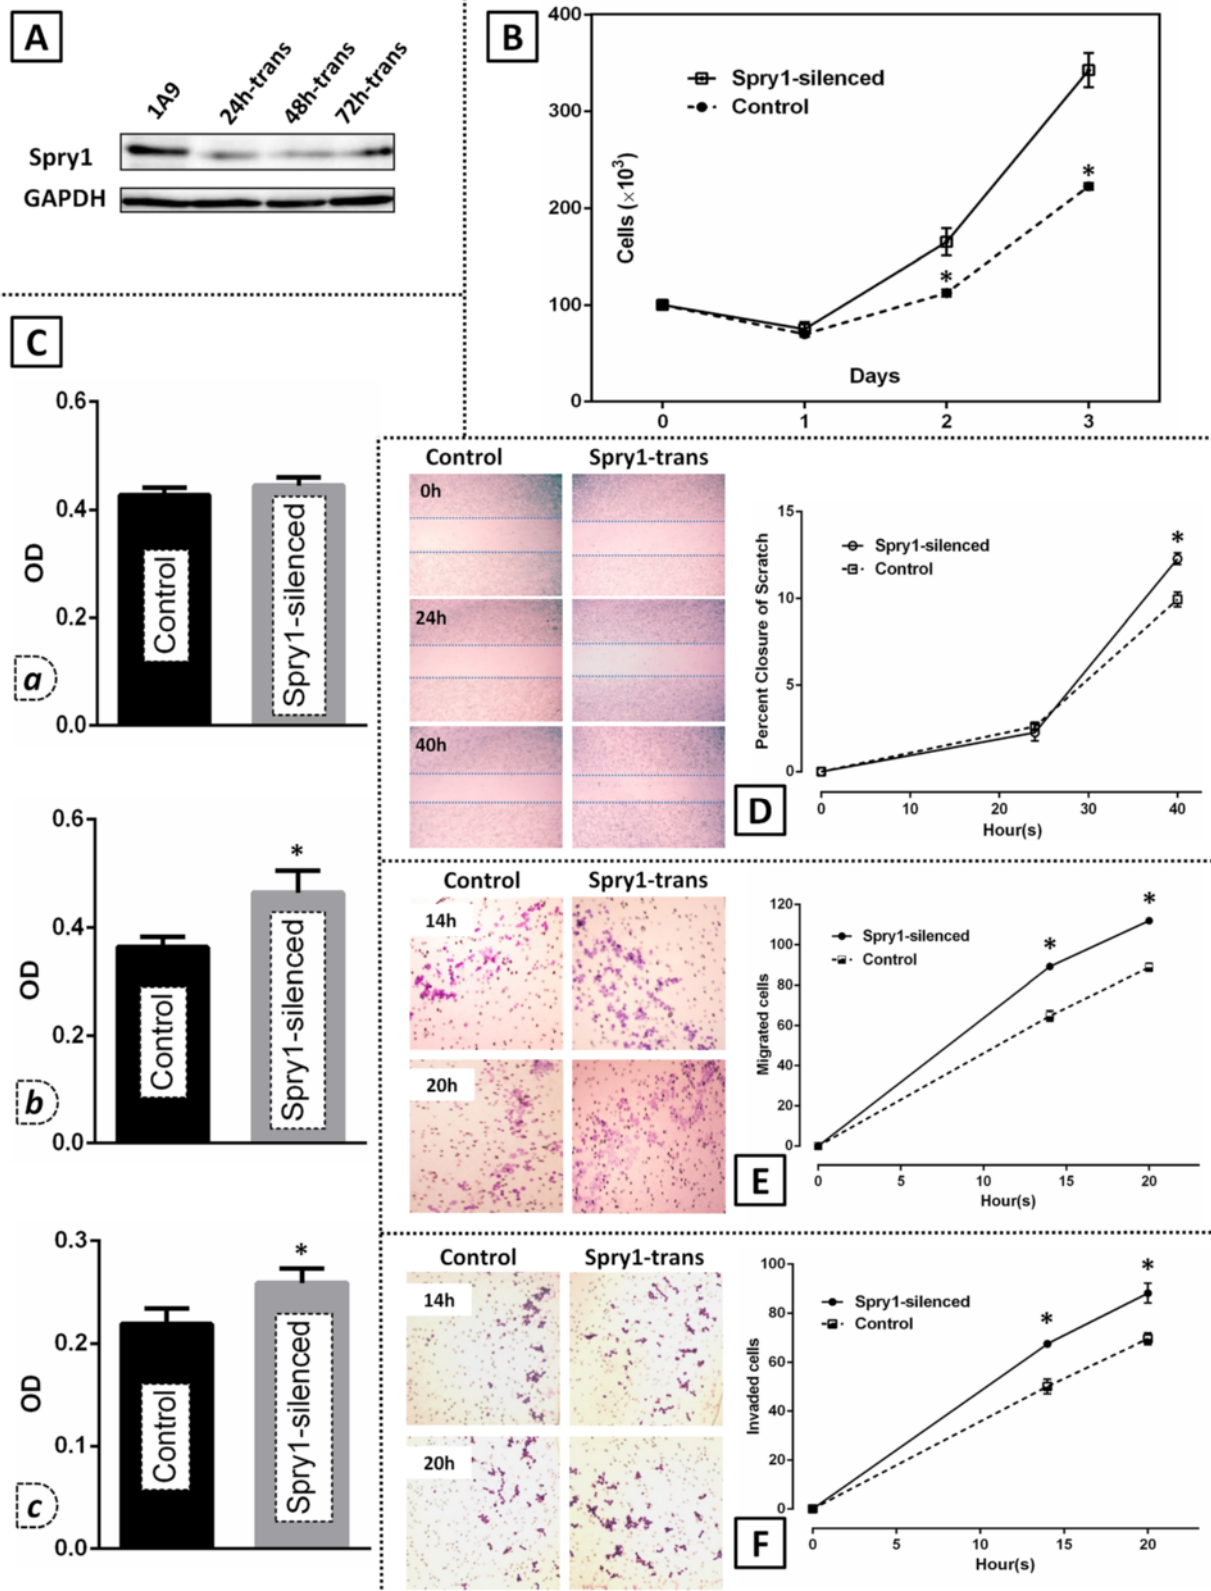 A
1A9
24h-trans
48h-trans
72h-trans
Spry1
GAPDH
B
400
300
200
100
0
Cells (×10³)
Spry1-silenced
Control
*
*
Days
0 1 2 3
C
0.6
0.4
0.2
0.0
OD
Control
Spry1-silenced
a
0.6
0.4
0.2
0.0
OD
Control
Spry1-silenced
*
b
0.3
0.2
0.1
0.0
OD
Control
Spry1-silenced
*
c
Control Spry1-trans
0h
24h
40h
15
10
5
0
Percent Closure of Scratch
Spry1-silenced
Control
*
0 10 20 30 40
Hour(s)
D
Control Spry1-trans
14h
20h
120
100
80
60
40
20
0
Migrated cells
Spry1-silenced
Control
*
*
0 5 10 15 20
Hour(s)
E
Control Spry1-trans
14h
20h
100
80
60
40
20
0
Invaded cells
Spry1-silenced
Control
*
*
0 5 10 15 20
Hour(s)
F